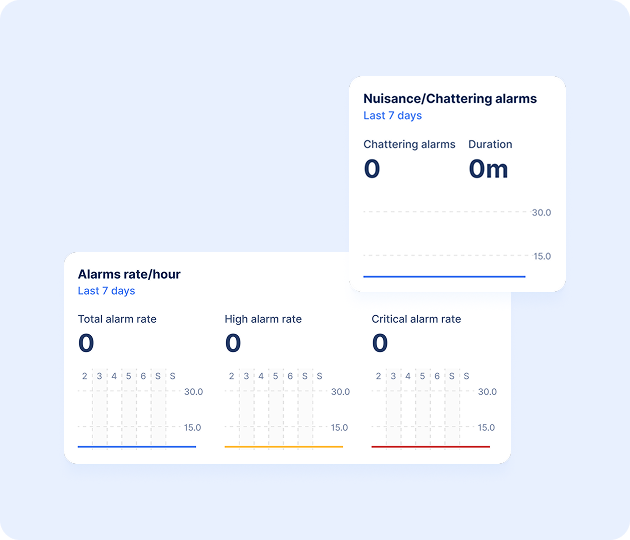 Nuisance/Chattering alarms
Last 7 days
Chattering alarms Duration
0 0m
30.0
15.0
Alarms rate/hour
Last 7 days
Total alarm rate High alarm rate Critical alarm rate
0 0 0
2 3 4 5 6 S S 2 3 4 5 6 S S 2 3 4 5 6 S S
30.0 30.0 30.0
15.0 15.0 15.0